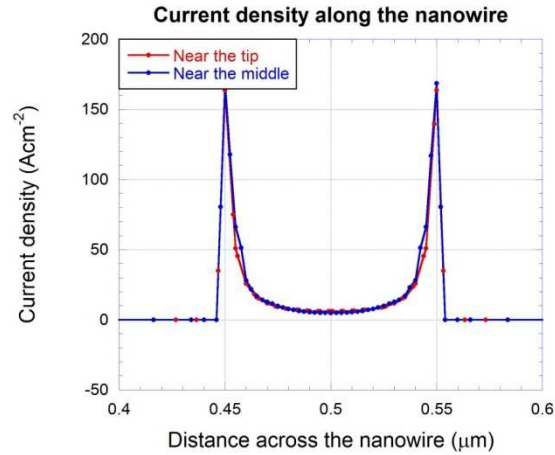 Current density along the nanowire
200
Near the tip
Near the middle
150
100
50
0
-50
0.4 0.45 0.5 0.55 0.6
Current density (Acm-2)
Distance across the nanowire (μm)